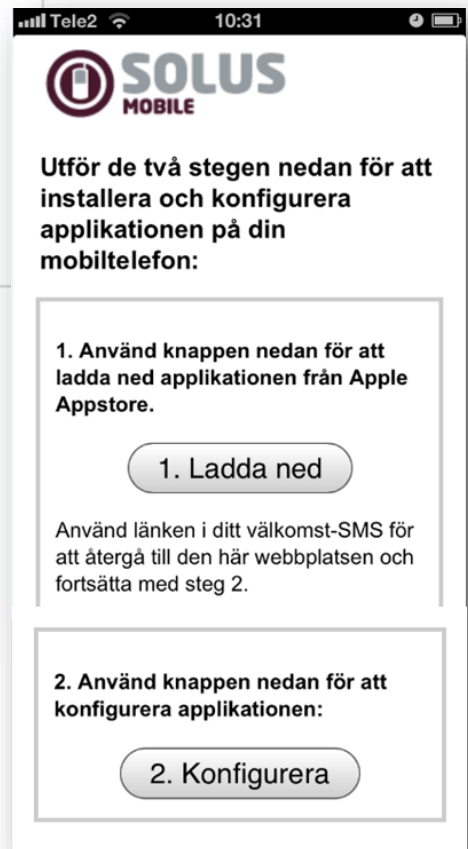 Tele2 10:31
SOLUS
MOBILE
Utför de två stegen nedan för att
installera och konfigurera
applikationen på din
mobiltelefon:
1. Använd knappen nedan för att
ladda ned applikationen från Apple
Appstore.
1. Ladda ned
Använd länken i ditt välkomst-SMS för
att återgå till den här webbplatsen och
fortsätta med steg 2.
2. Använd knappen nedan för att
konfigurera applikationen:
2. Konfigurera